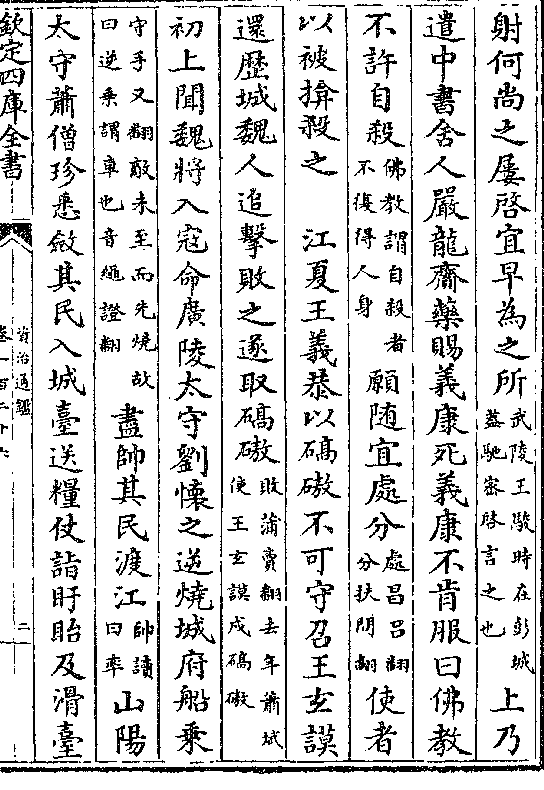 射何尚之屢啓宜早為之所武陵王駿時在彭城蓋馳密啓言之也上乃
遣中書舍人嚴龍齎藥賜義康死義康不肯服曰佛教
不許自殺佛教謂自殺者不復得人身願随宜處分處昌呂翻分扶問翻使者
以被揜殺之　江夏王義恭以碻磝不可守召王玄謨
還歴城魏人追擊敗之遂取碻磝敗蒲賣翻去年蕭斌使王玄謨戍碻磝
初上聞魏將入寇命廣陵太守劉懷之逆燒城府船乗
守手又翻敵未至而先燒故曰逆乗謂車也音繩證翻盡帥其民渡江帥讀曰率山陽
太守蕭僧珍悉斂其民入城臺送糧仗詣盱眙及滑臺
欽定四庫全書
資治通鑑
卷一百二十六
二